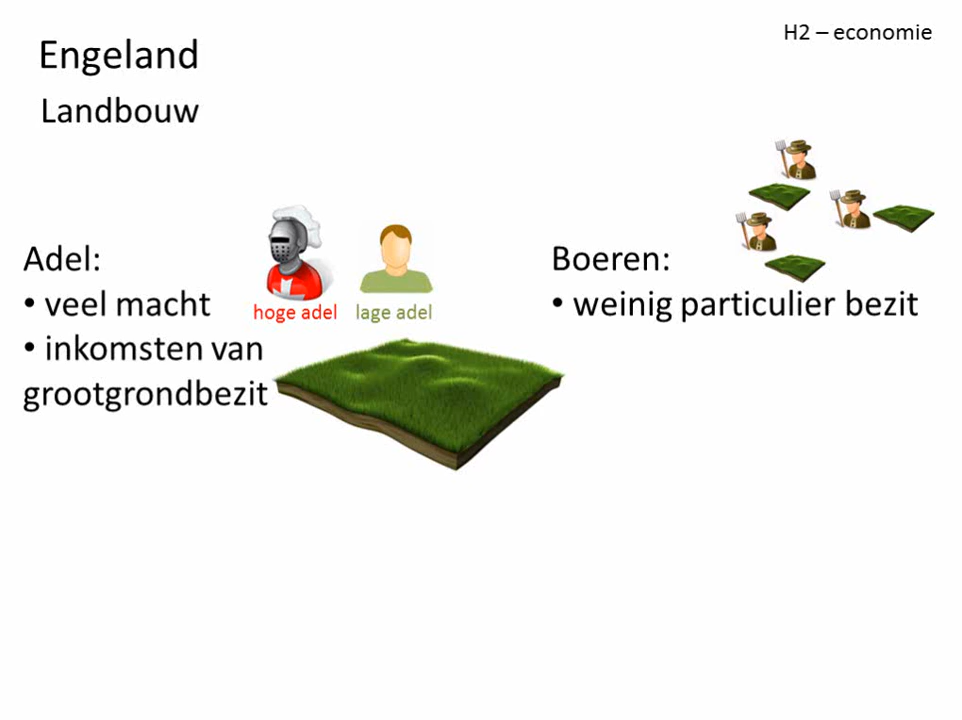 H2 – economie
Engeland
Landbouw
Adel:
• veel macht
• inkomsten van
grootgrondbezit
hoge adel
lage adel
Boeren:
• weinig particulier bezit